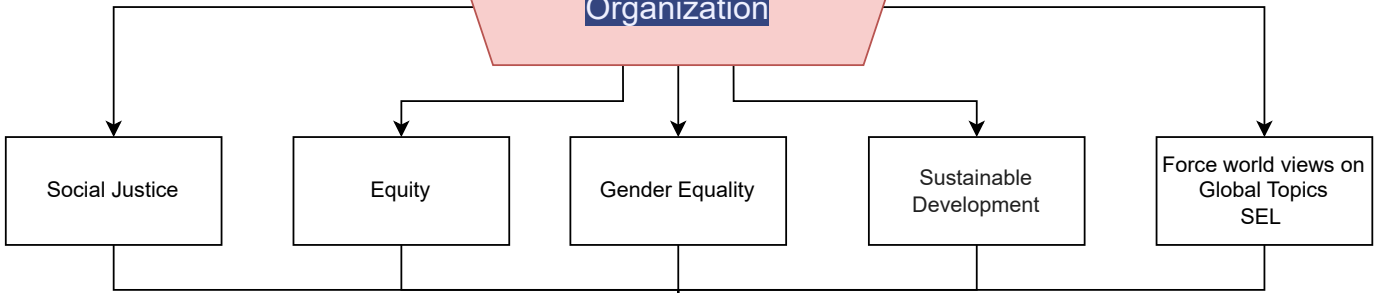 Organization
Social Justice
Equity
Gender Equality
Sustainable
Development
Force world views on
Global Topics
SEL